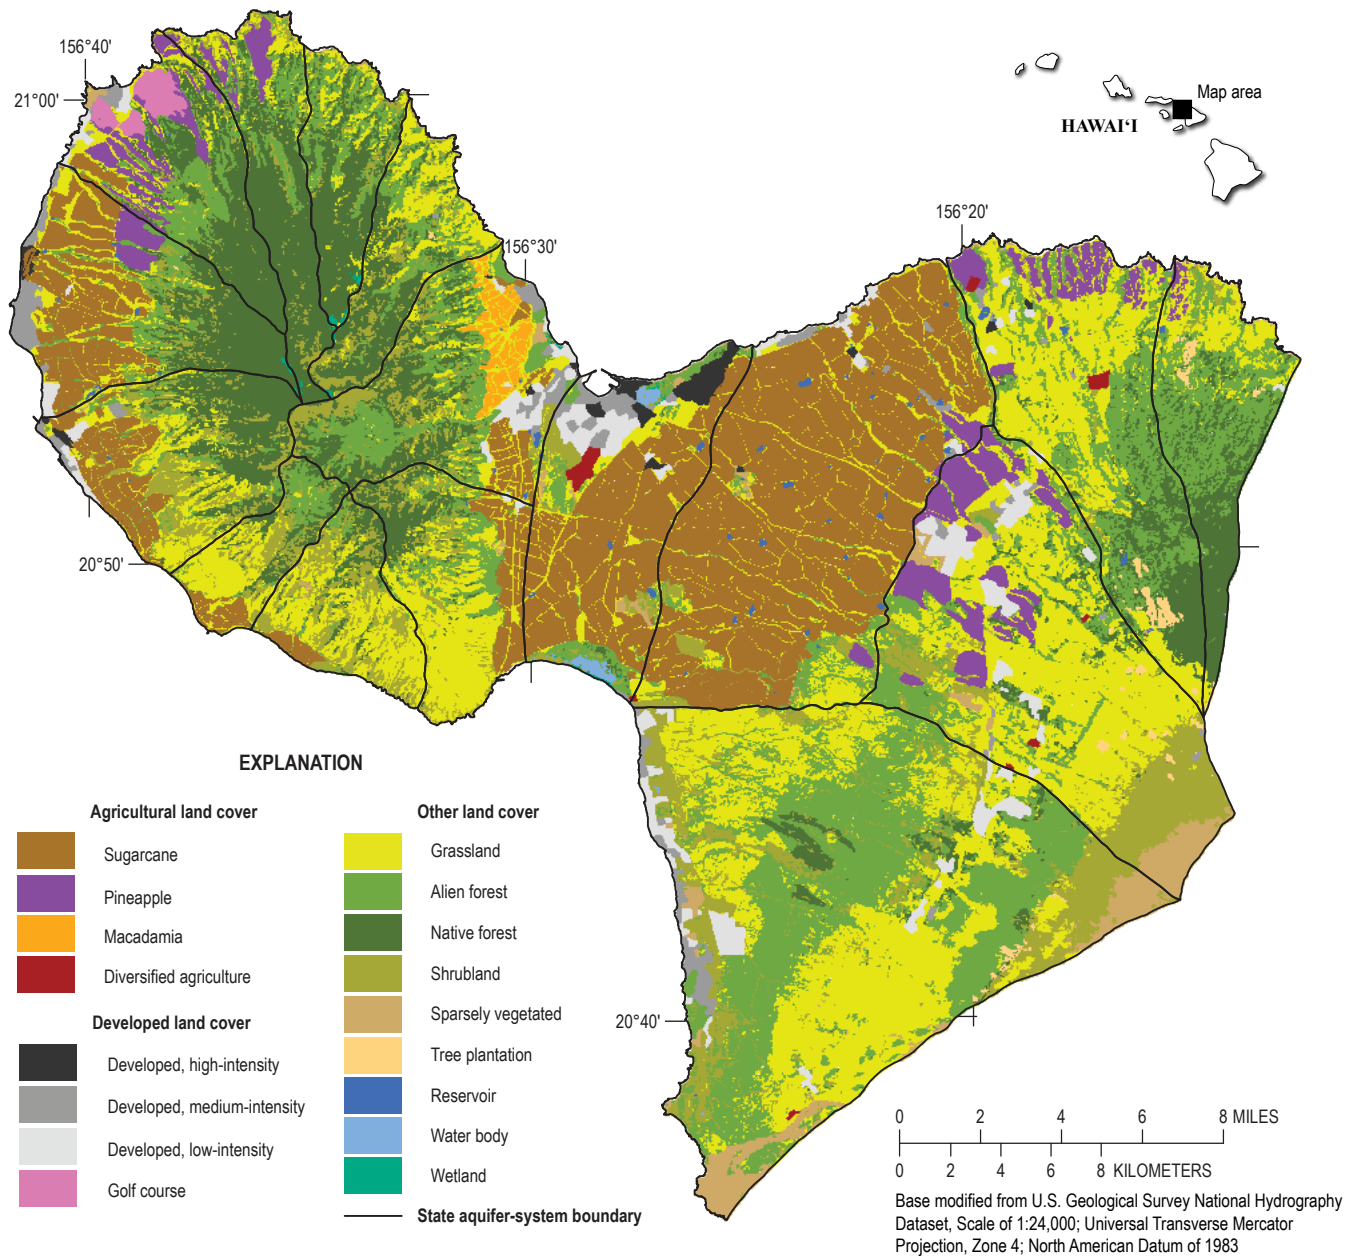 156°40'
21°00'
Map area
HAWAI‘I
156°20'
156°30'
20°50'
20°40'
EXPLANATION
Agricultural land cover
Sugarcane
Pineapple
Macadamia
Diversified agriculture
Developed land cover
Developed, high-intensity
Developed, medium-intensity
Developed, low-intensity
Golf course
Other land cover
Grassland
Alien forest
Native forest
Shrubland
Sparsely vegetated
Tree plantation
Reservoir
Water body
Wetland
State aquifer-system boundary
0 2 4 6 8 MILES
0 2 4 6 8 KILOMETERS
Base modified from U.S. Geological Survey National Hydrography
Dataset, Scale of 1:24,000; Universal Transverse Mercator
Projection, Zone 4; North American Datum of 1983